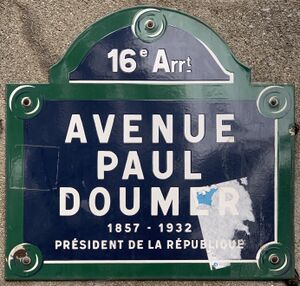 16e Arrt
AVENUE
PAUL
DOUMER
1857 - 1932
PRÉSIDENT DE LA RÉPUBLIQUE